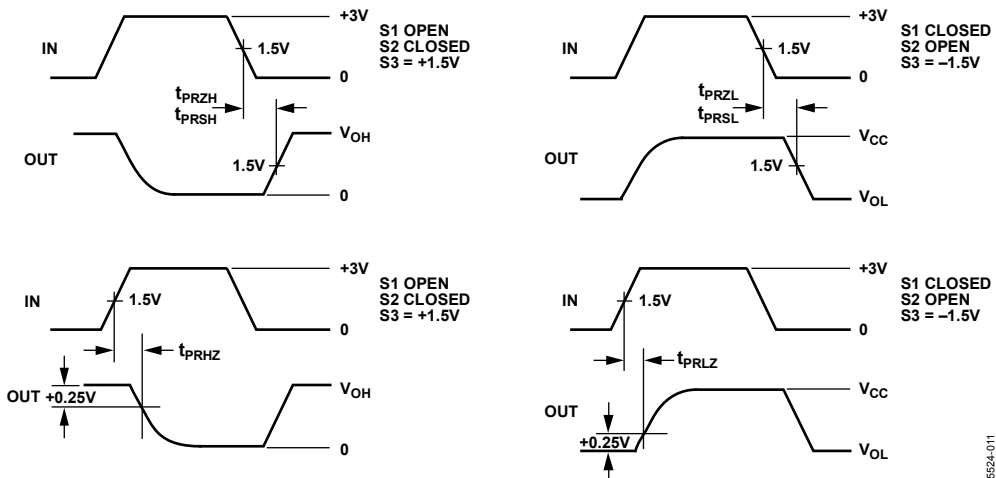 +3V
S1 OPEN
S2 CLOSED
S3 = +1.5V
IN
1.5V
0
tPRZH
tPRSH
VOH
OUT
1.5V
0
+3V
S1 CLOSED
S2 OPEN
S3 = –1.5V
IN
1.5V
0
tPRZL
tPRSL
VCC
OUT
1.5V
VOL
+3V
S1 OPEN
S2 CLOSED
S3 = +1.5V
IN
1.5V
0
tPRHZ
VOH
OUT
+0.25V
0
+3V
S1 CLOSED
S2 OPEN
S3 = –1.5V
IN
1.5V
0
tPRLZ
VCC
OUT
+0.25V
VOL
5524-011